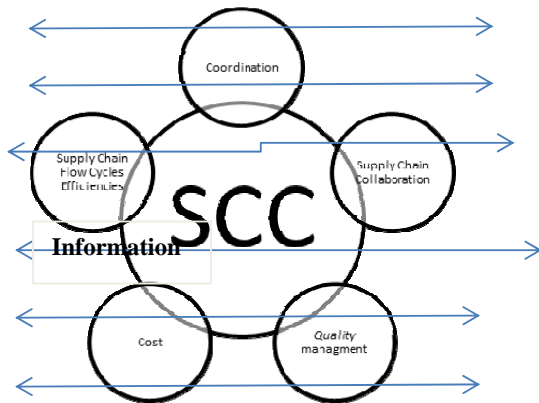 Coordination
Supply Chain
Flow Cycles
Efficiencies
Supply Chain
Collaboration
SCC
Information
Cost
Quality
managment